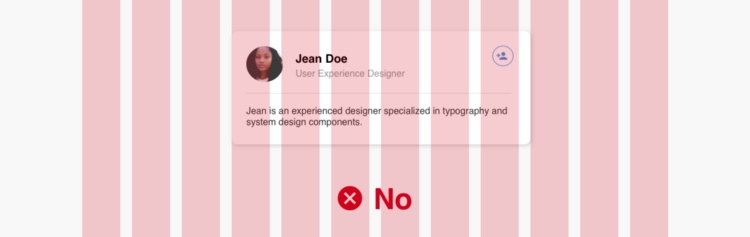 Jean Doe
User Experience Designer
Jean is an experienced designer specialized in typography and
system design components.
No